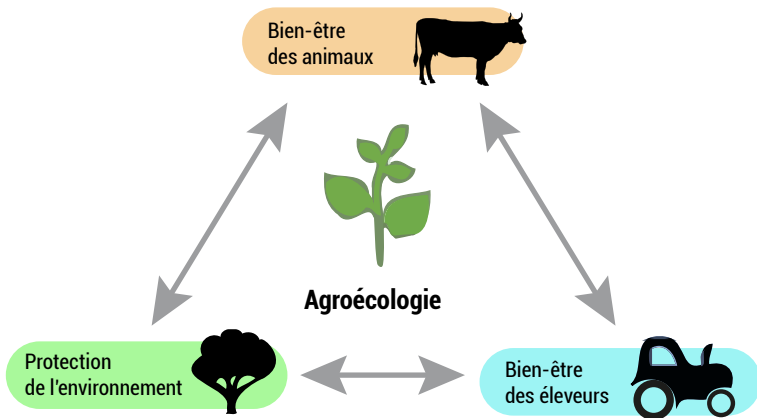 Bien-être
des animaux
Agroécologie
Protection
de l'environnement
Bien-être
des éleveurs